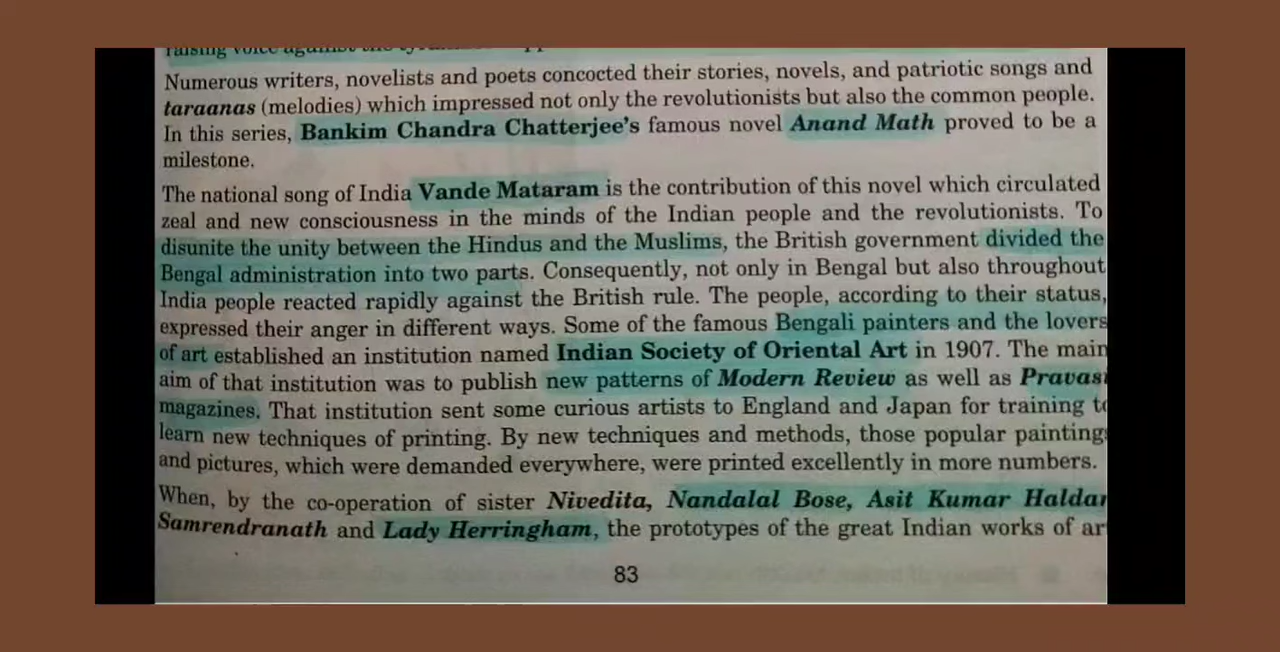 raising voice against the
Numerous writers, novelists and poets concocted their stories, novels, and patriotic songs and
taraanas (melodies) which impressed not only the revolutionists but also the common people.
In this series, Bankim Chandra Chatterjee's famous novel Anand Math proved to be a
milestone.
The national song of India Vande Mataram is the contribution of this novel which circulated
zeal and new consciousness in the minds of the Indian people and the revolutionists. To
disunite the unity between the Hindus and the Muslims, the British government divided the
Bengal administration into two parts. Consequently, not only in Bengal but also throughout
India people reacted rapidly against the British rule. The people, according to their status,
expressed their anger in different ways. Some of the famous Bengali painters and the lovers
of art established an institution named Indian Society of Oriental Art in 1907. The main
aim of that institution was to publish new patterns of Modern Review as well as Pravasi
magazines. That institution sent some curious artists to England and Japan for training to
learn new techniques of printing. By new techniques and methods, those popular paintings
and pictures, which were demanded everywhere, were printed excellently in more numbers.
When, by the co-operation of sister Nivedita, Nandalal Bose, Asit Kumar Haldar
Samrendranath and Lady Herringham, the prototypes of the great Indian works of ar
83